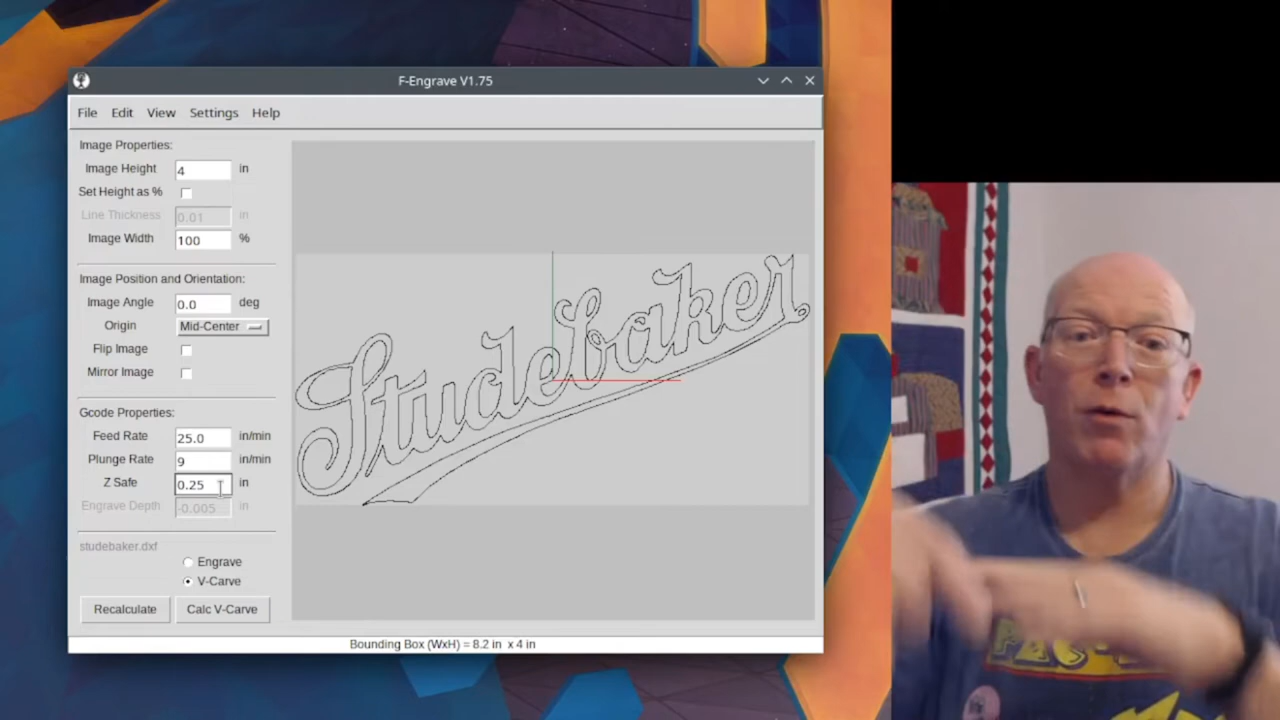 F-Engrave V1.75
File Edit View Settings Help
Image Properties:
Image Height 4 in
Set Height as %
Line Thickness 0.01 in
Image Width 100 %
Image Position and Orientation:
Image Angle 0.0 deg
Origin Mid-Center
Flip Image
Mirror Image
Gcode Properties:
Feed Rate 25.0 in/min
Plunge Rate 9 in/min
Z Safe 0.25 in
Engrave Depth -0.005 in
studebaker.dxf
Engrave
V-Carve
Recalculate Calc V-Carve
Studebaker
Bounding Box (WxH) = 8.2 in x 4 in